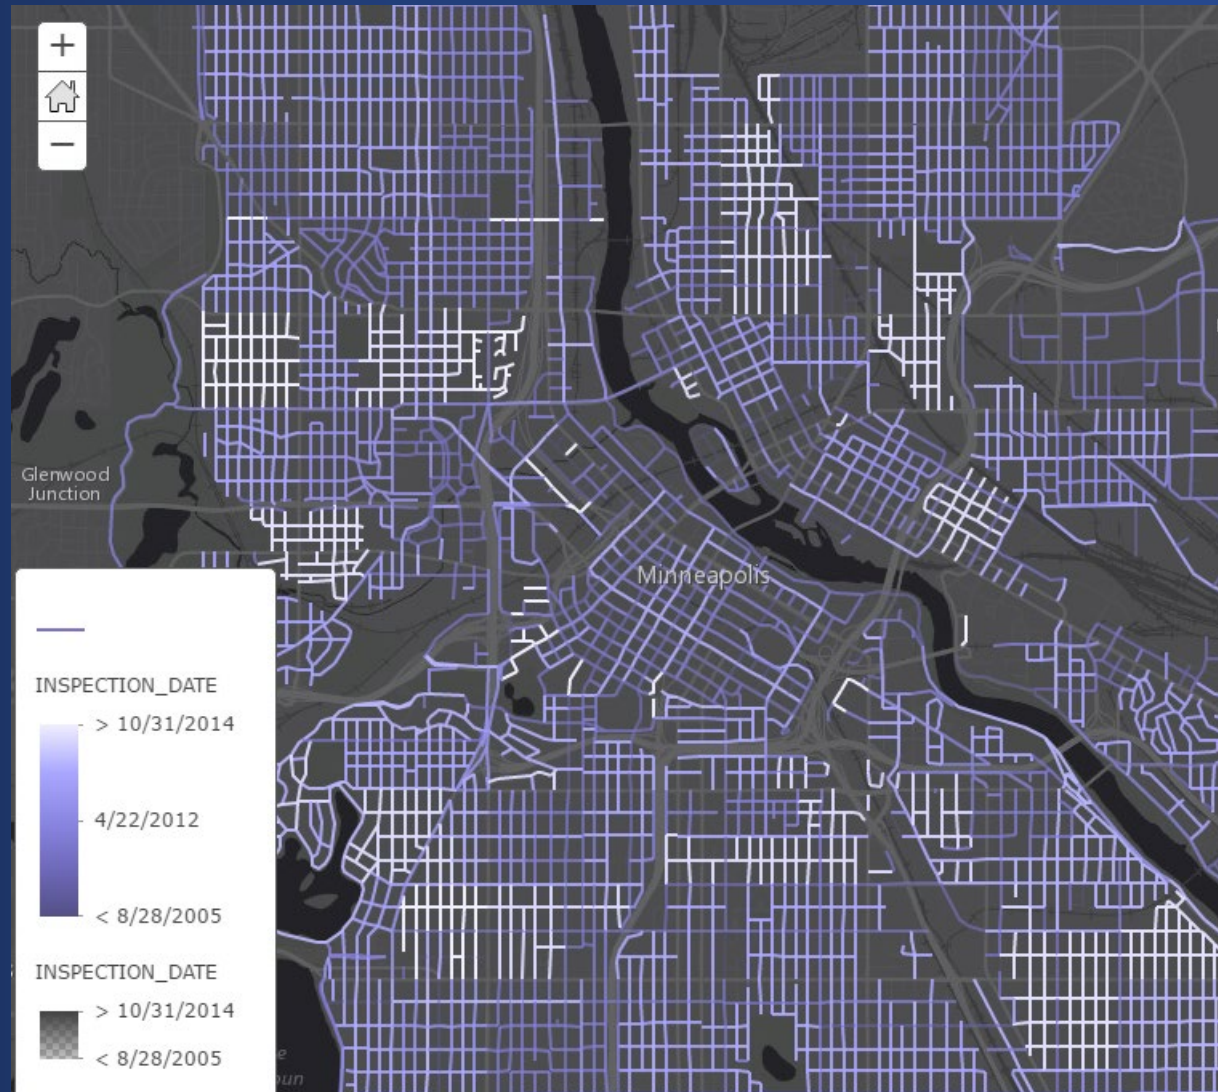 +
−
Glenwood
Junction
Minneapolis
INSPECTION_DATE
> 10/31/2014
4/22/2012
< 8/28/2005
INSPECTION_DATE
> 10/31/2014
< 8/28/2005